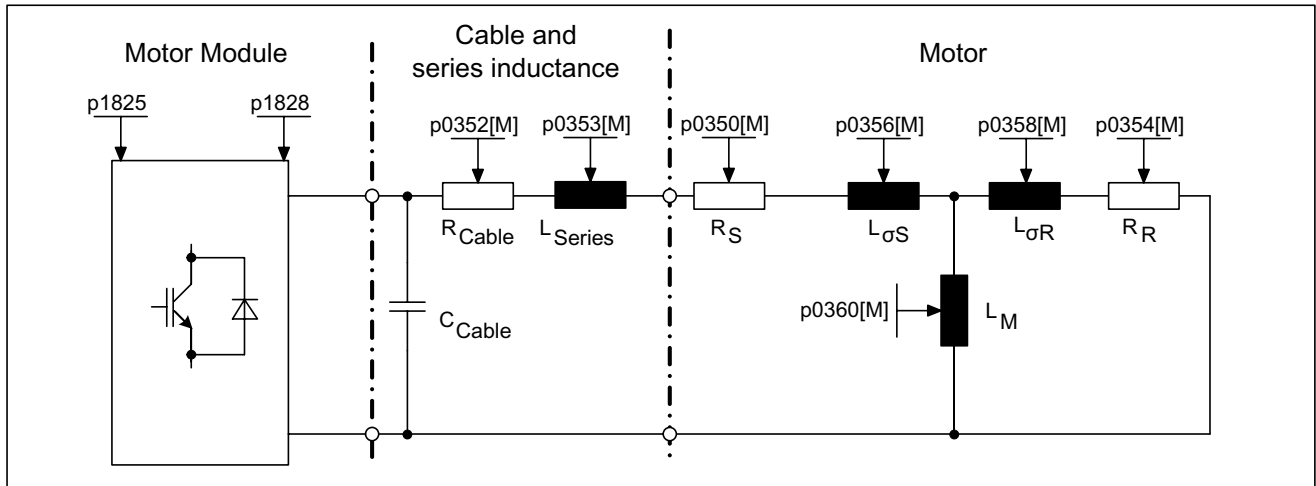 Motor Module
Cable and
series inductance
Motor
p1825
p1828
p0352[M]
p0353[M]
p0350[M]
p0356[M]
p0358[M]
p0354[M]
RCable
LSeries
RS
LσS
LσR
RR
CCable
p0360[M]
LM